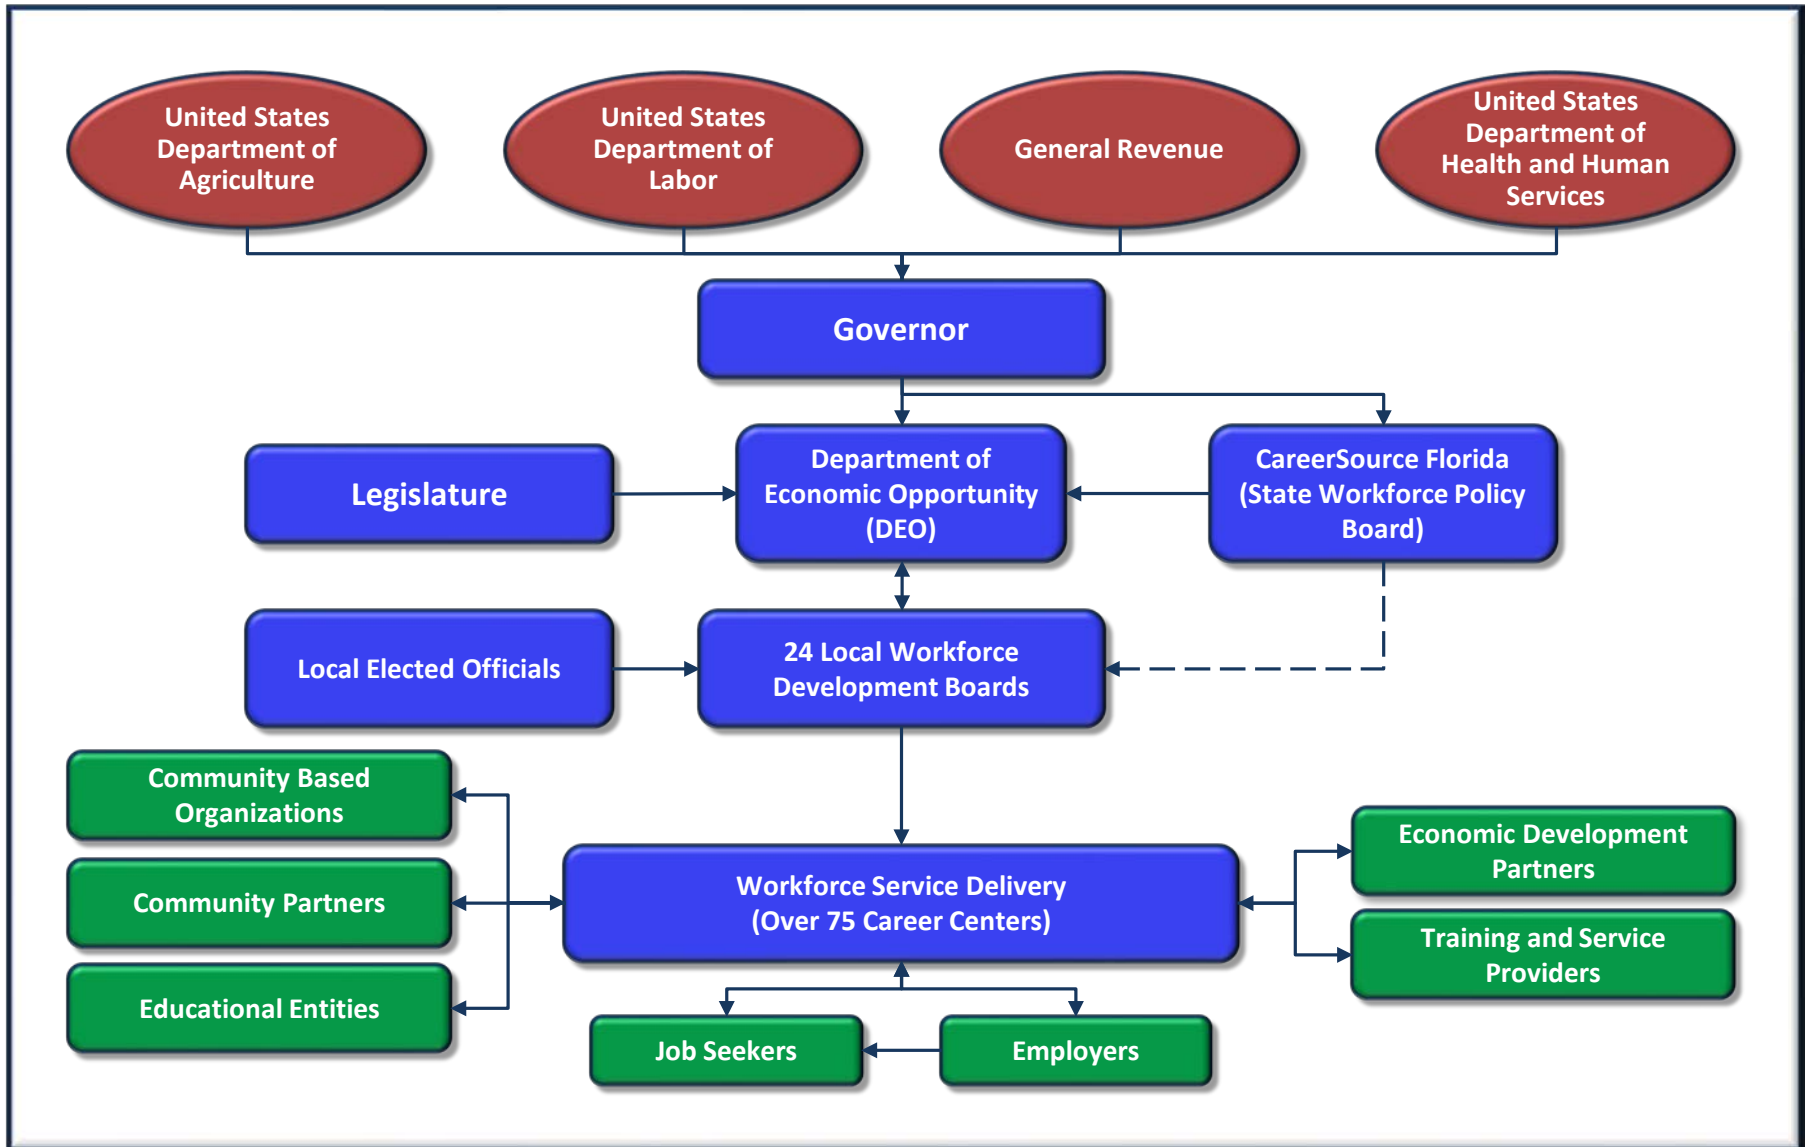 United States
Department of
Agriculture
United States
Department of
Labor
General Revenue
United States
Department of
Health and Human
Services
Governor
Legislature
Department of
Economic Opportunity
(DEO)
CareerSource Florida
(State Workforce Policy
Board)
Local Elected Officials
24 Local Workforce
Development Boards
Community Based
Organizations
Community Partners
Educational Entities
Workforce Service Delivery
(Over 75 Career Centers)
Economic Development
Partners
Training and Service
Providers
Job Seekers
Employers